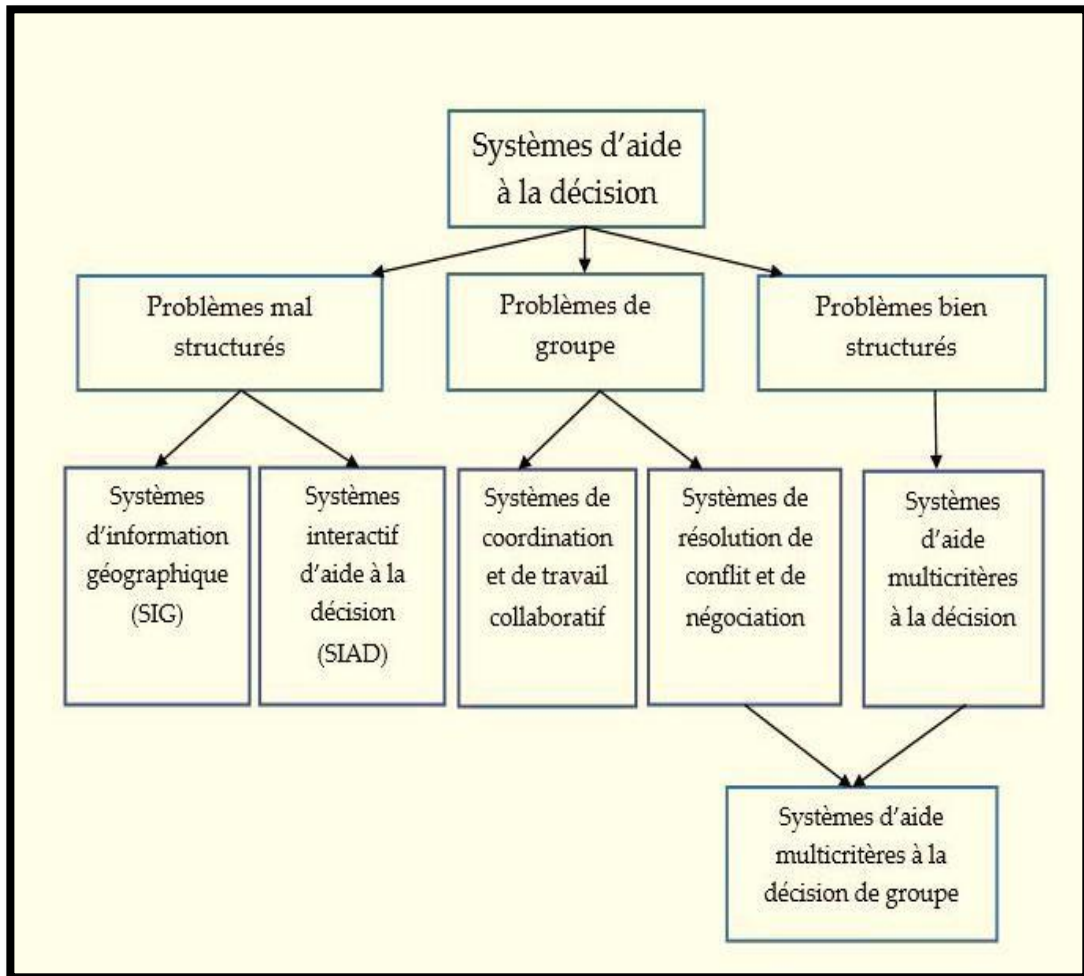 Systèmes d’aide
à la décision
Problèmes mal
structurés
Problèmes de
groupe
Problèmes bien
structurés
Systèmes
d’information
géographique
(SIG)
Systèmes
interactif
d’aide à la
décision
(SIAD)
Systèmes de
coordination
et de travail
collaboratif
Systèmes de
résolution de
conflit et de
négociation
Systèmes
d’aide
multicritères
à la décision
Systèmes d’aide
multicritères à la
décision de groupe